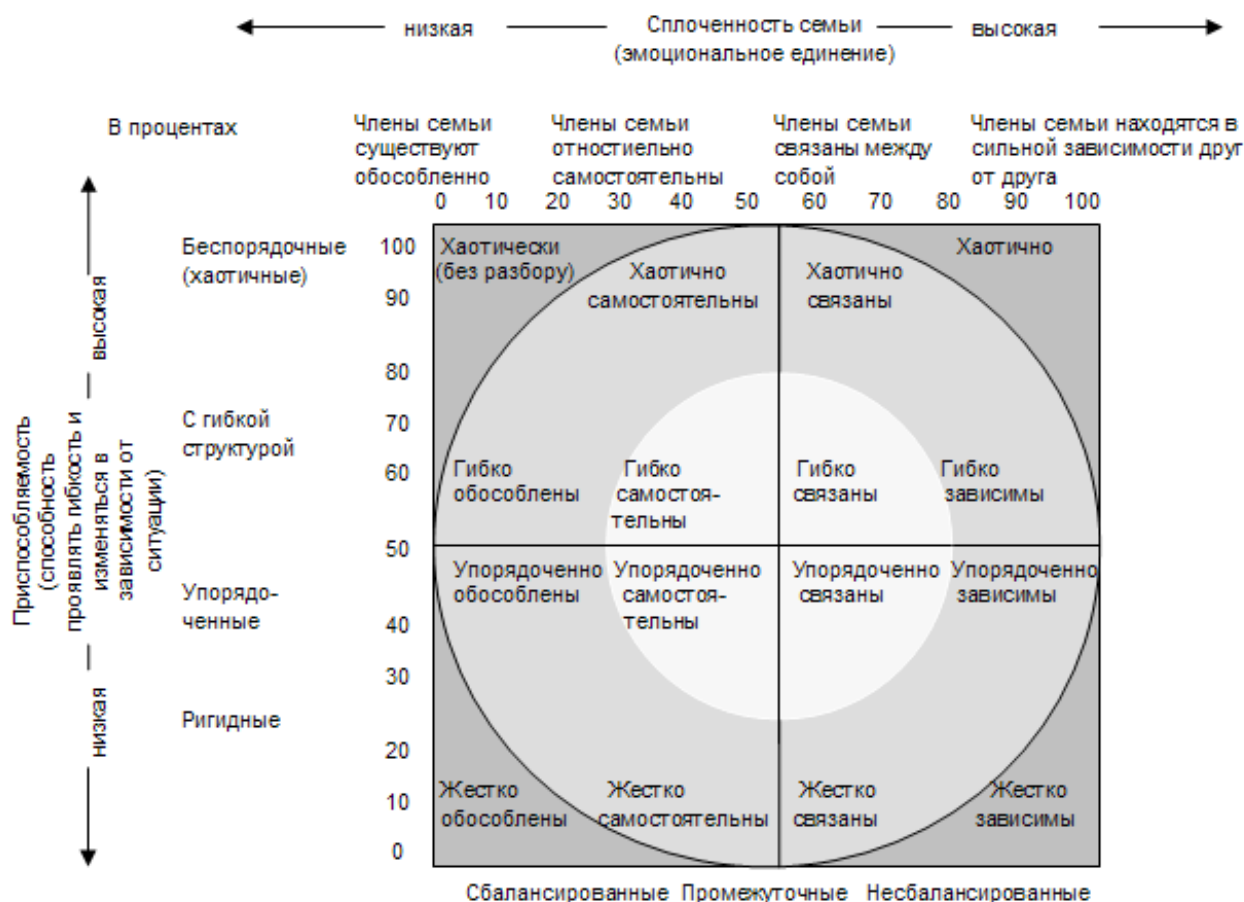 низкая Сплоченность семьи высокая
(эмоциональное единение)
В процентах
Члены семьи
существуют
обособленно
Члены семьи
отностиельно
самостоятельны
Члены семьи
связаны между
собой
Члены семьи находятся в
сильной зависимости друг
от друга
0 10 20 30 40 50 60 70 80 90 100
Приспособляемость
(способность
проявлять гибкость и
изменяться в
зависимости от
ситуации)
высокая
низкая
Беспорядочные
(хаотичные)
С гибкой
структурой
Упорядо-
ченные
Ригидные
100
90
80
70
60
50
40
30
20
10
0
Хаотически
(без разбору)
Хаотично
самостоятельны
Хаотично
связаны
Хаотично
Гибко
обособлены
Гибко
самостоя-
тельны
Гибко
связаны
Гибко
зависимы
Упорядоченно
обособлены
Упорядоченно
самостоя-
тельны
Упорядоченно
связаны
Упорядоченно
зависимы
Жестко
обособлены
Жестко
самостоятельны
Жестко
связаны
Жестко
зависимы
Сбалансированные Промежуточные Несбалансированные